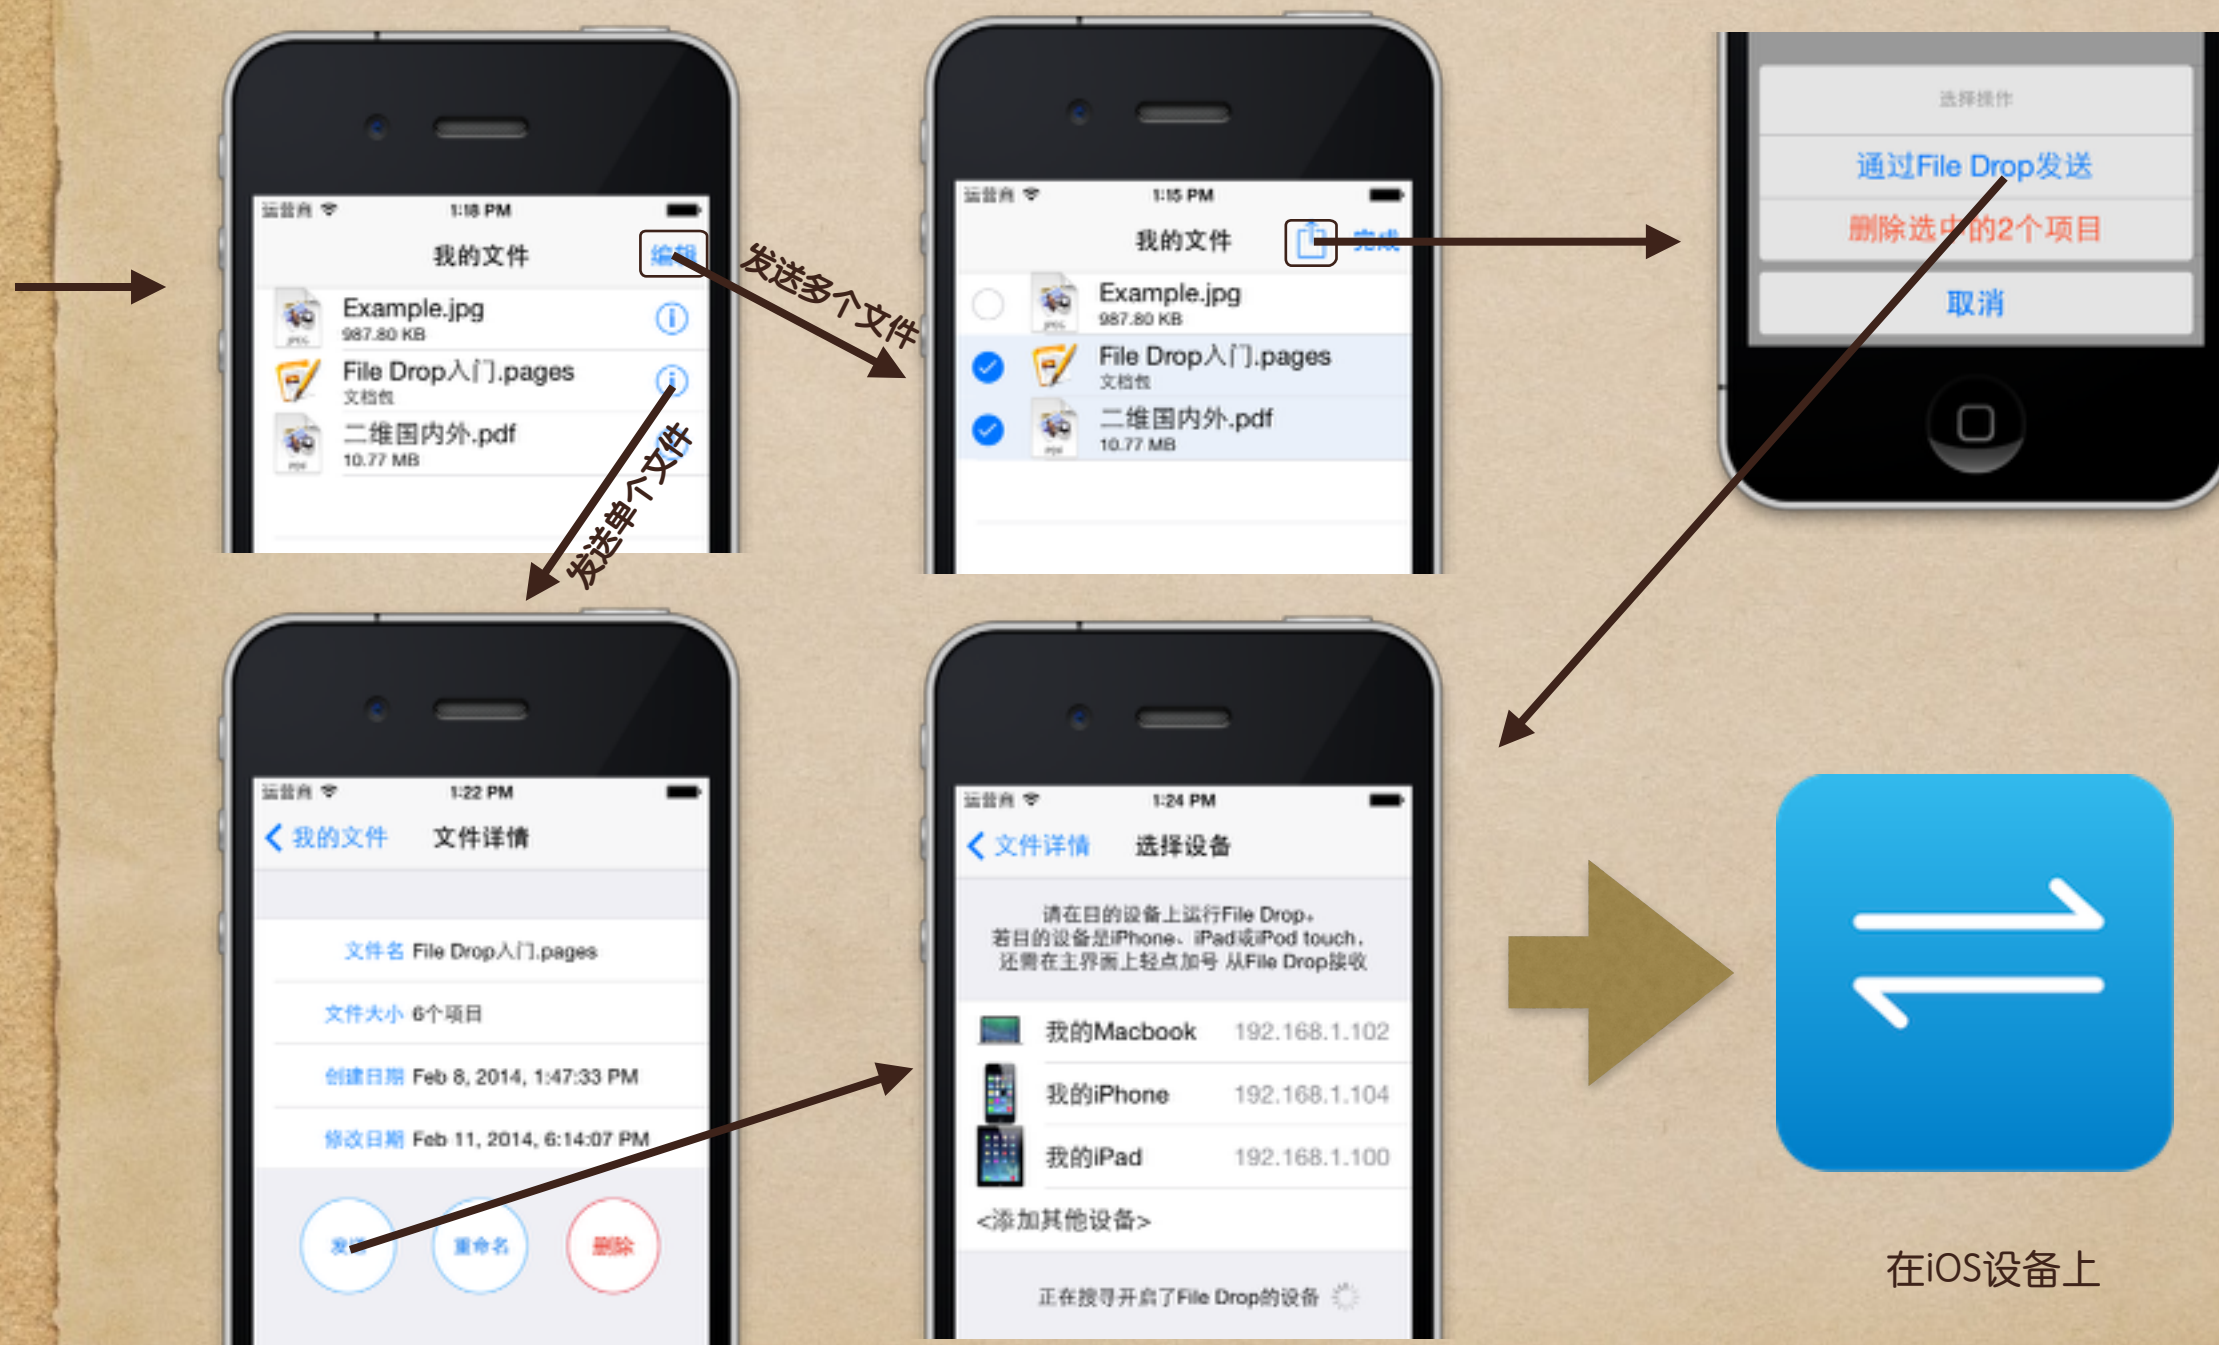 运营商
1:18 PM
我的文件
编辑
Example.jpg
987.80 KB
File Drop入门.pages
文档包
二维国内外.pdf
10.77 MB
发送多个文件
发送单个文件
运营商
1:15 PM
我的文件
完成
Example.jpg
987.80 KB
File Drop入门.pages
文档包
二维国内外.pdf
10.77 MB
选择操作
通过File Drop发送
删除选中的2个项目
取消
运营商
1:22 PM
我的文件
文件详情
文件名 File Drop入门.pages
文件大小 6个项目
创建日期 Feb 8, 2014, 1:47:33 PM
修改日期 Feb 11, 2014, 6:14:07 PM
发送
重命名
删除
运营商
1:24 PM
文件详情
选择设备
请在目的设备上运行File Drop。
若目的设备是iPhone、iPad或iPod touch，
还需在主界面上轻点加号 从File Drop接收
我的Macbook 192.168.1.102
我的iPhone 192.168.1.104
我的iPad 192.168.1.100
<添加其他设备>
正在搜寻开启了File Drop的设备
在iOS设备上